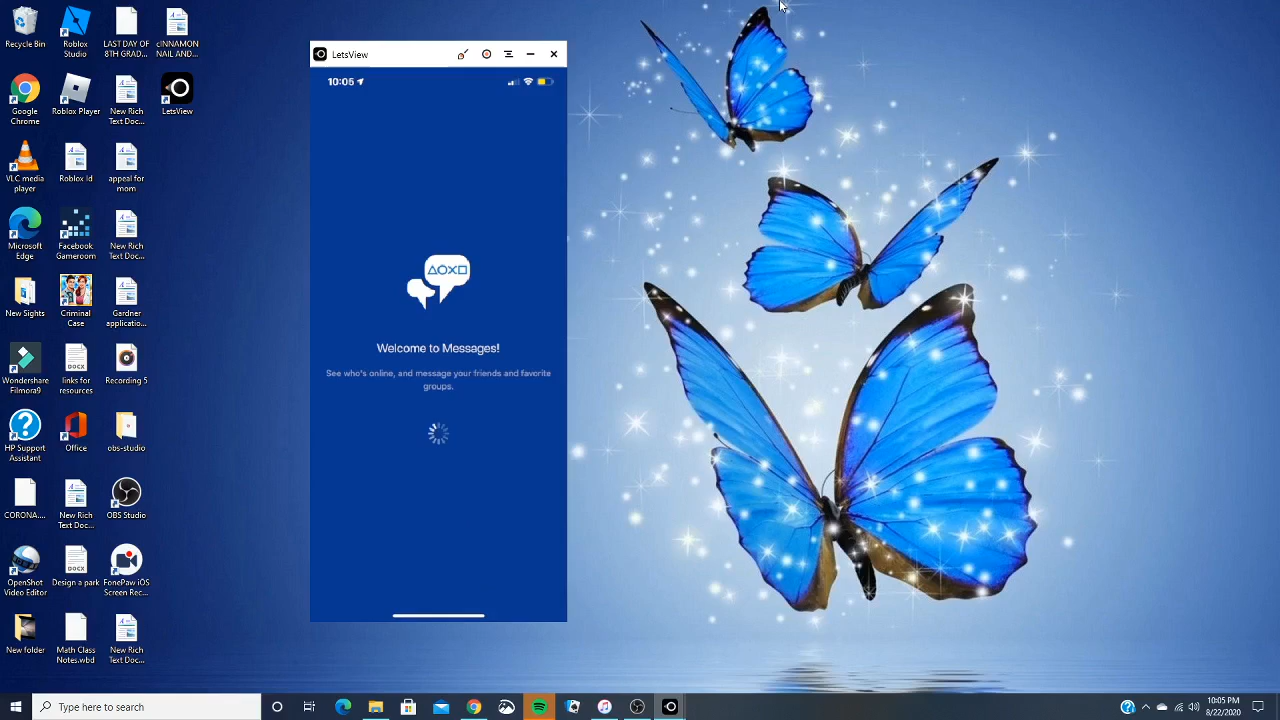 Recycle Bin
Roblox Studio
LAST DAY OF 8TH GRAD...
cINNAMON NAIL AND...
Google Chrome
Roblox Player
New Rich Text Doc...
LetsView
VLC media player
Roblox Id
appeal for mom
Microsoft Edge
Facebook Gameroom
New Rich Text Doc...
New Sights
Criminal Case
Gardner applicatio...
Wondershare Filmora9
links for resources
Recording 5
HP Support Assistant
Office
obs-studio
CORONA....
New Rich Text Doc...
OBS Studio
OpenShot Video Editor
Design a park
FonePaw iOS Screen Rec...
New folder
Math Class Notes.wbd
New Rich Text Doc...
LetsView
10:05
Welcome to Messages!
See who's online, and message your friends and favorite
groups.
Type here to search
10:05 PM
8/22/2020